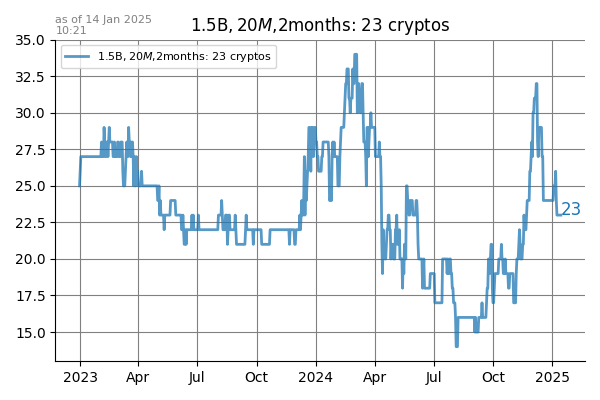 as of 14 Jan 2025
10:21
1.5B, 20M,2months: 23 cryptos
1.5B, 20M,2months: 23 cryptos
35.0
32.5
30.0
27.5
25.0
22.5
20.0
17.5
15.0
23
2023
Apr
Jul
Oct
2024
Apr
Jul
Oct
2025